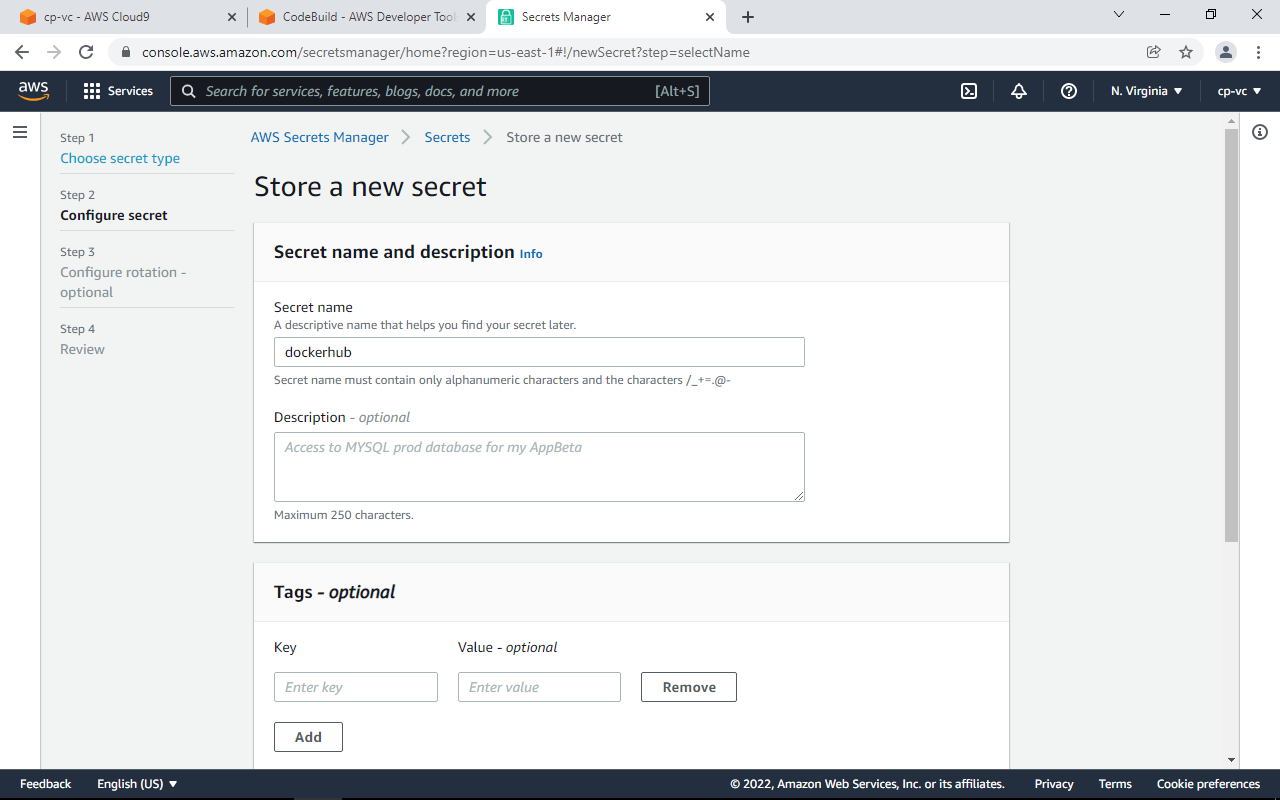 cp-vc - AWS Cloud9
CodeBuild - AWS Developer Tool
Secrets Manager
console.aws.amazon.com/secretsmanager/home?region=us-east-1#!/newSecret?step=selectName
aws
Services
Search for services, features, blogs, docs, and more
[Alt+S]
N. Virginia
cp-vc
Step 1
Choose secret type
Step 2
Configure secret
Step 3
Configure rotation -
optional
Step 4
Review
AWS Secrets Manager
Secrets
Store a new secret
Store a new secret
Secret name and description Info
Secret name
A descriptive name that helps you find your secret later.
dockerhub
Secret name must contain only alphanumeric characters and the characters /_+=.@-
Description - optional
Access to MYSQL prod database for my AppBeta
Maximum 250 characters.
Tags - optional
Key
Value - optional
Enter key
Enter value
Remove
Add
Feedback
English (US)
© 2022, Amazon Web Services, Inc. or its affiliates.
Privacy
Terms
Cookie preferences